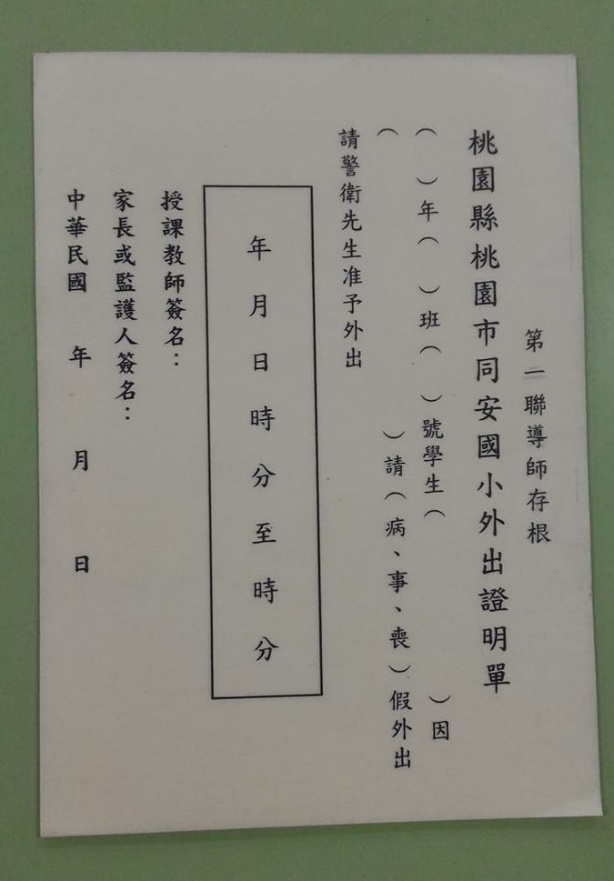 第一聯導師存根
桃園縣桃園市同安國小外出證明單
（　）年（　）班（　）號學生（　　　）因
（　　　　）請（病、事、喪）假外出
請警衛先生准予外出
年月日時分至時分
授課教師簽名：
家長或監護人簽名：
中華民國　年　月　日